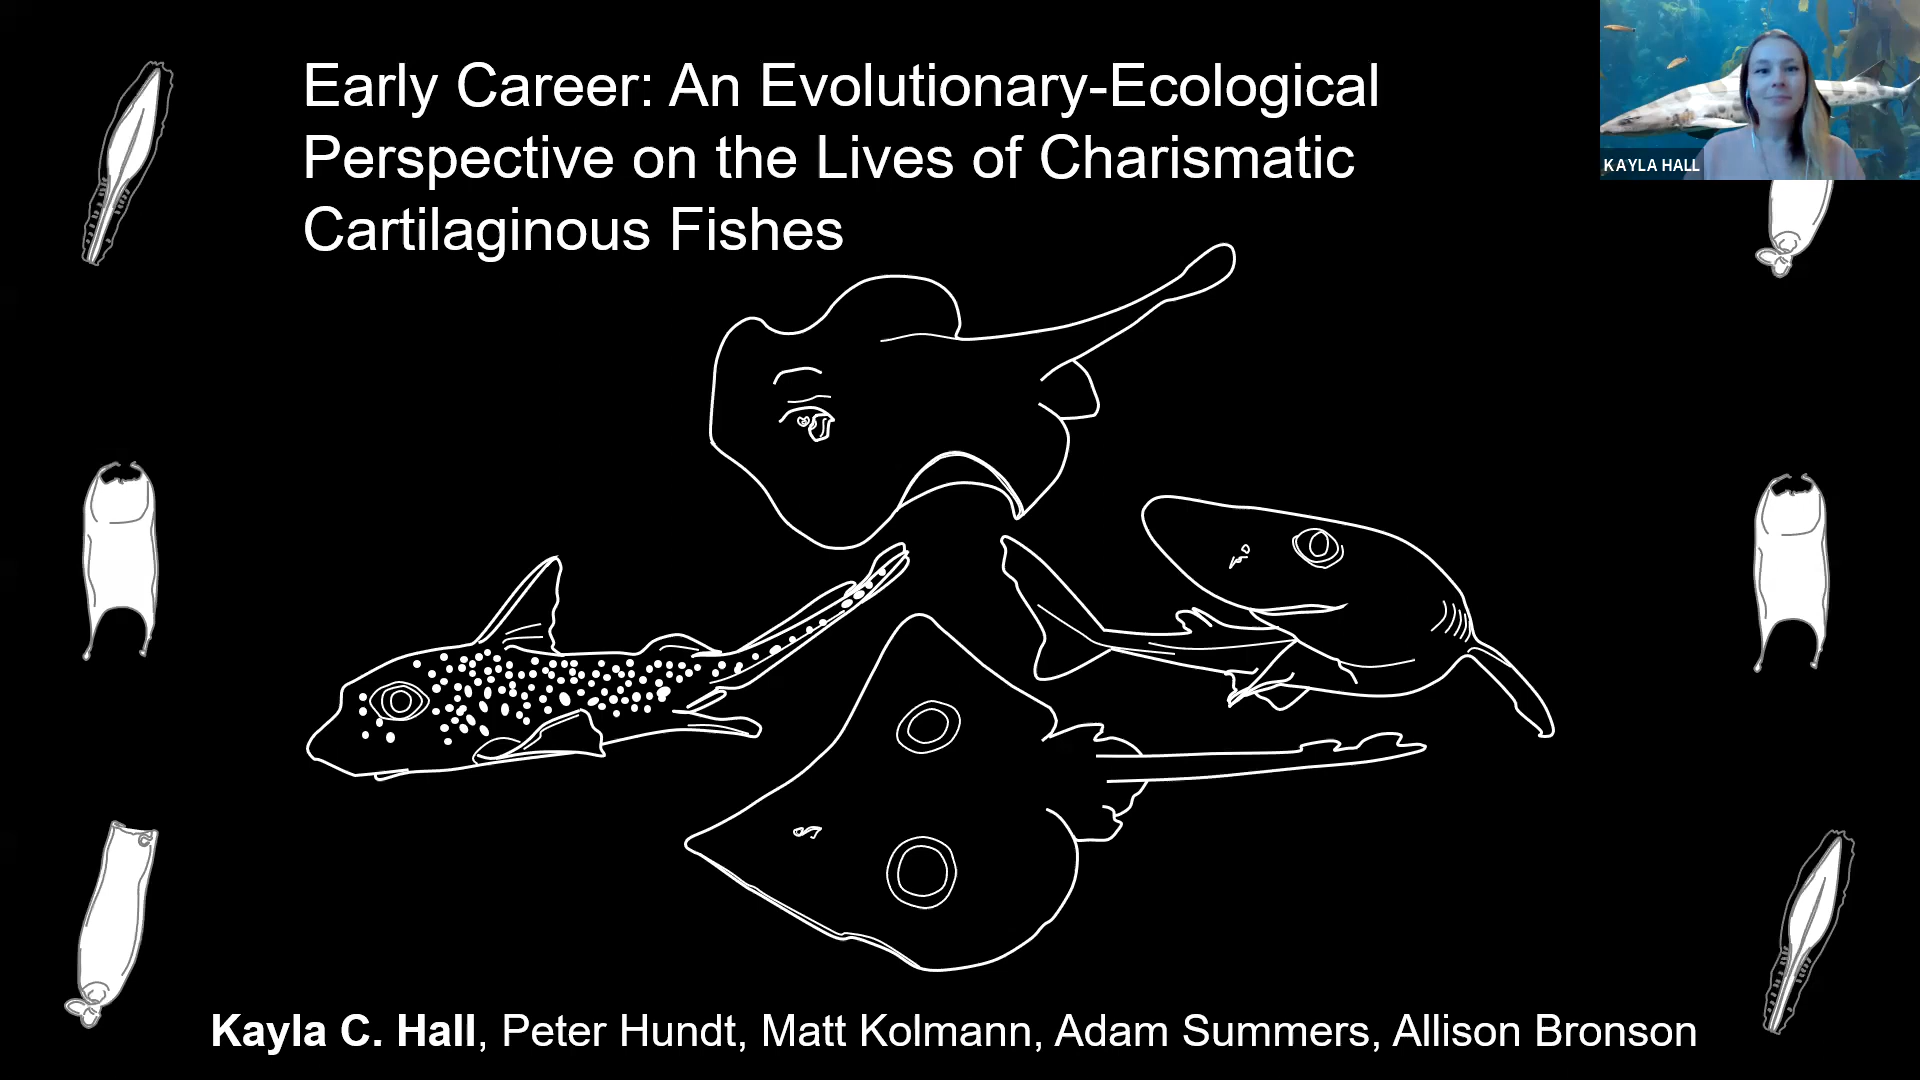 Early Career: An Evolutionary-Ecological
Perspective on the Lives of Charismatic
Cartilaginous Fishes
KAYLA HALL
Kayla C. Hall, Peter Hundt, Matt Kolmann, Adam Summers, Allison Bronson